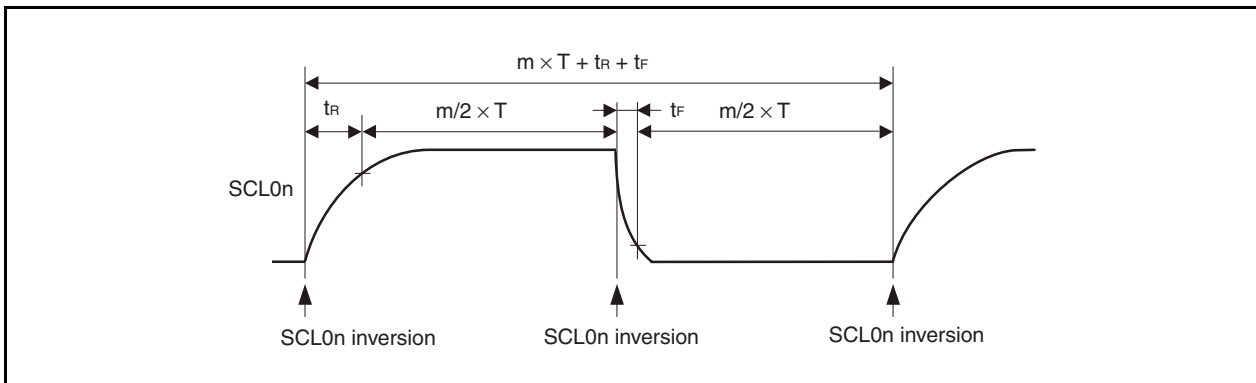 m × T + tR + tF
tR
m/2 × T
tF
m/2 × T
SCL0n
SCL0n inversion
SCL0n inversion
SCL0n inversion